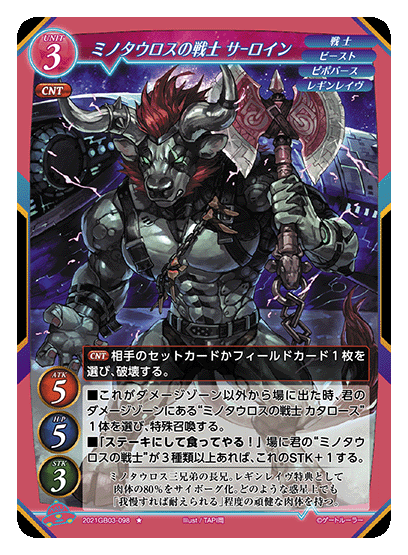 UNIT
3
CNT
ミノタウロスの戦士 サーロイン
戦士
ビースト
ピポバース
レギンレイヴ
CNT 相手のセットカードかフィールドカード1枚を
選び、破壊する。
ATK
5
H.P
5
STK
3
■これがダメージゾーン以外から場に出た時、君の
ダメージゾーンにある“ミノタウロスの戦士 カタロース”
1体を選び、特殊召喚する。
■「ステーキにして食ってやる!」場に君の“ミノタウ
ロスの戦士”が3種類以上あれば、これのSTK+1する。
ミノタウロス三兄弟の長兄。レギンレイヴ特典として
肉体の80%をサイボーグ化。どのような惑星上でも
「我慢すれば耐えられる」程度の頑健な肉体を持つ。
2021GB03-098 ★ Illust / TAPI岡 ©ゲートルーラー